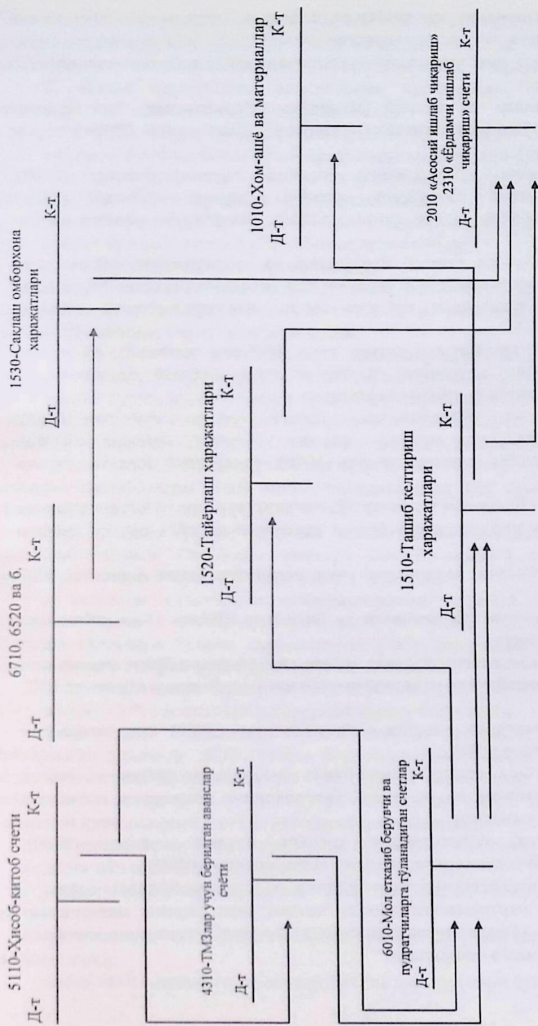 5110-Ҳисоб-китоб счети
Д-т К-т
6710, 6520 ва б.
Д-т К-т
1530-Сақлаш омборхона
харажатлари
Д-т К-т
4310-ТМЗлар учун берилган аванслар
счети
Д-т К-т
1520-Тайёрлаш харажатлари
Д-т К-т
1010-Хом-ашё ва материаллар
Д-т К-т
6010-Мол етказиб берувчи ва
пудратчиларга тўланадиган счетлар
Д-т К-т
1510-Ташиб келтириш
харажатлари
Д-т К-т
2010 «Асосий ишлаб чикариш»
2310 «Ёрдамчи ишлаб
чикариш» счети
Д-т К-т